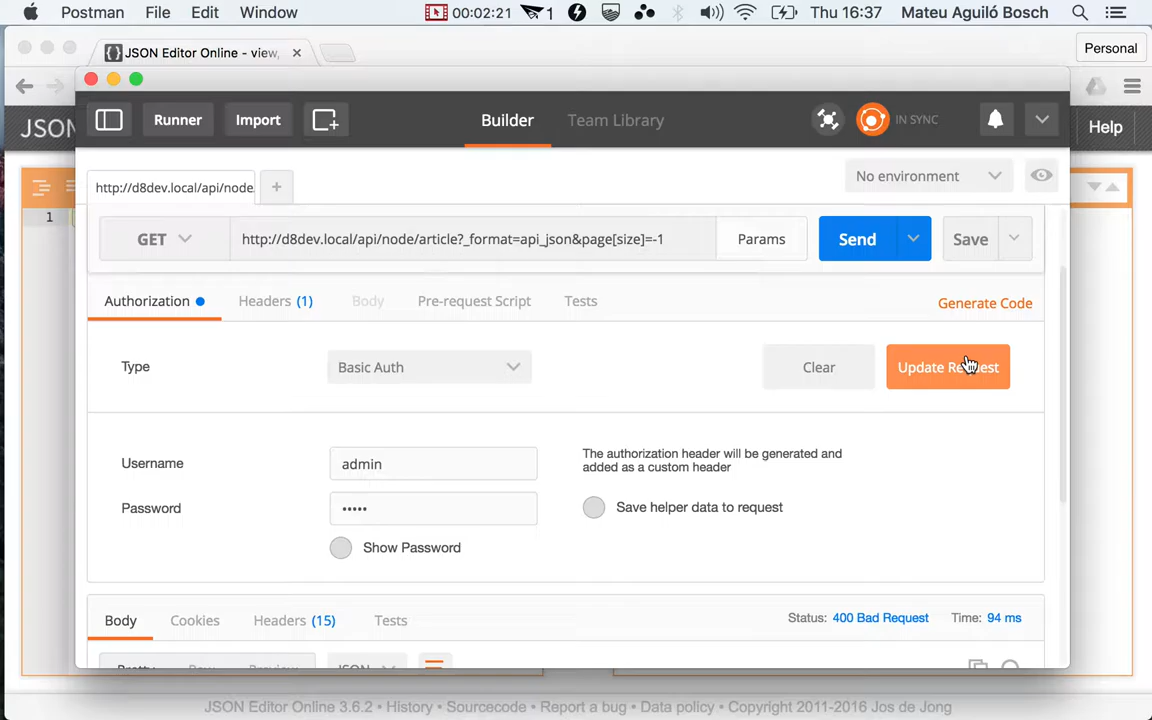 Postman File Edit Window 00:02:21 1 Thu 16:37 Mateu Aguiló Bosch
JSON Editor Online - view,
Personal
JSON
Help
Runner Import Builder Team Library IN SYNC
http://d8dev.local/api/node
No environment
GET http://d8dev.local/api/node/article?_format=api_json&page[size]=-1 Params Send Save
Authorization Headers (1) Body Pre-request Script Tests Generate Code
1
Type Basic Auth Clear Update Request
Username admin The authorization header will be generated and
added as a custom header
Password ••••• Save helper data to request
Show Password
Body Cookies Headers (15) Tests Status: 400 Bad Request Time: 94 ms
Pretty Raw Preview JSON
JSON Editor Online 3.6.2 • History • Sourcecode • Report a bug • Data policy • Copyright 2011-2016 Jos de Jong